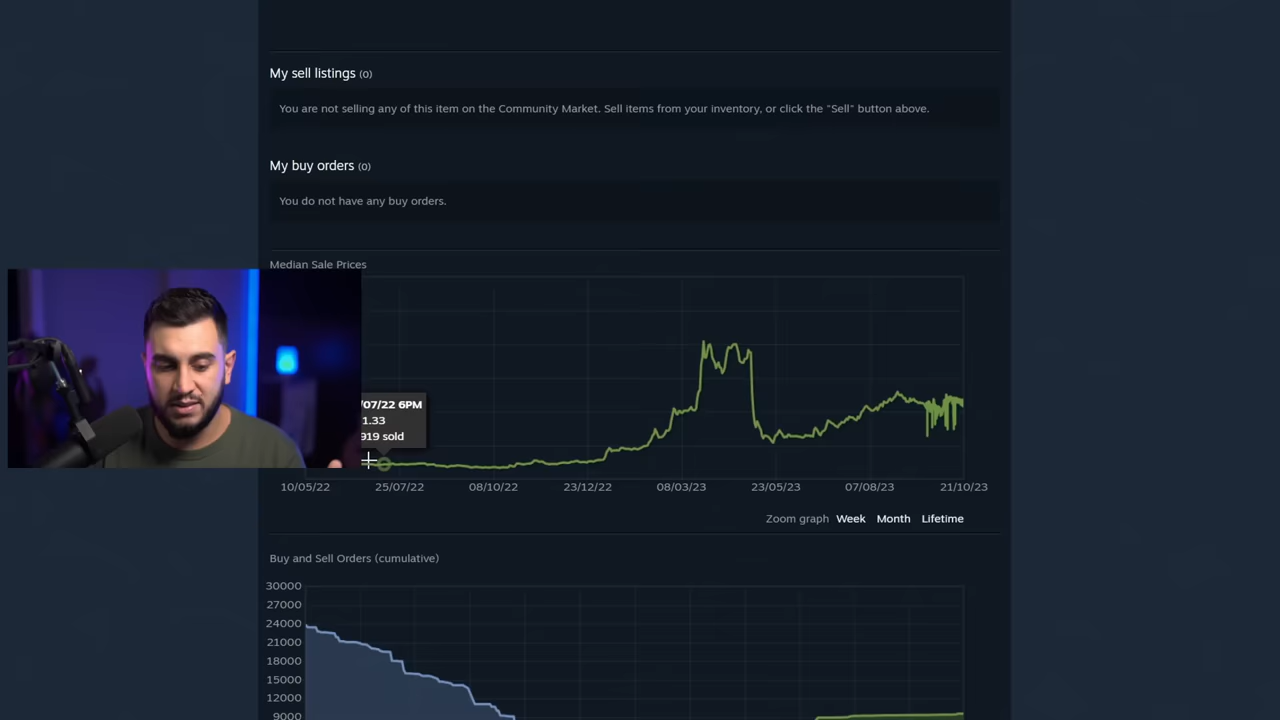 My sell listings (0)
You are not selling any of this item on the Community Market. Sell items from your inventory, or click the "Sell" button above.
My buy orders (0)
You do not have any buy orders.
Median Sale Prices
/07/22 6PM
1.33
919 sold
10/05/22 25/07/22 08/10/22 23/12/22 08/03/23 23/05/23 07/08/23 21/10/23
Zoom graph Week Month Lifetime
Buy and Sell Orders (cumulative)
30000
27000
24000
21000
18000
15000
12000
9000